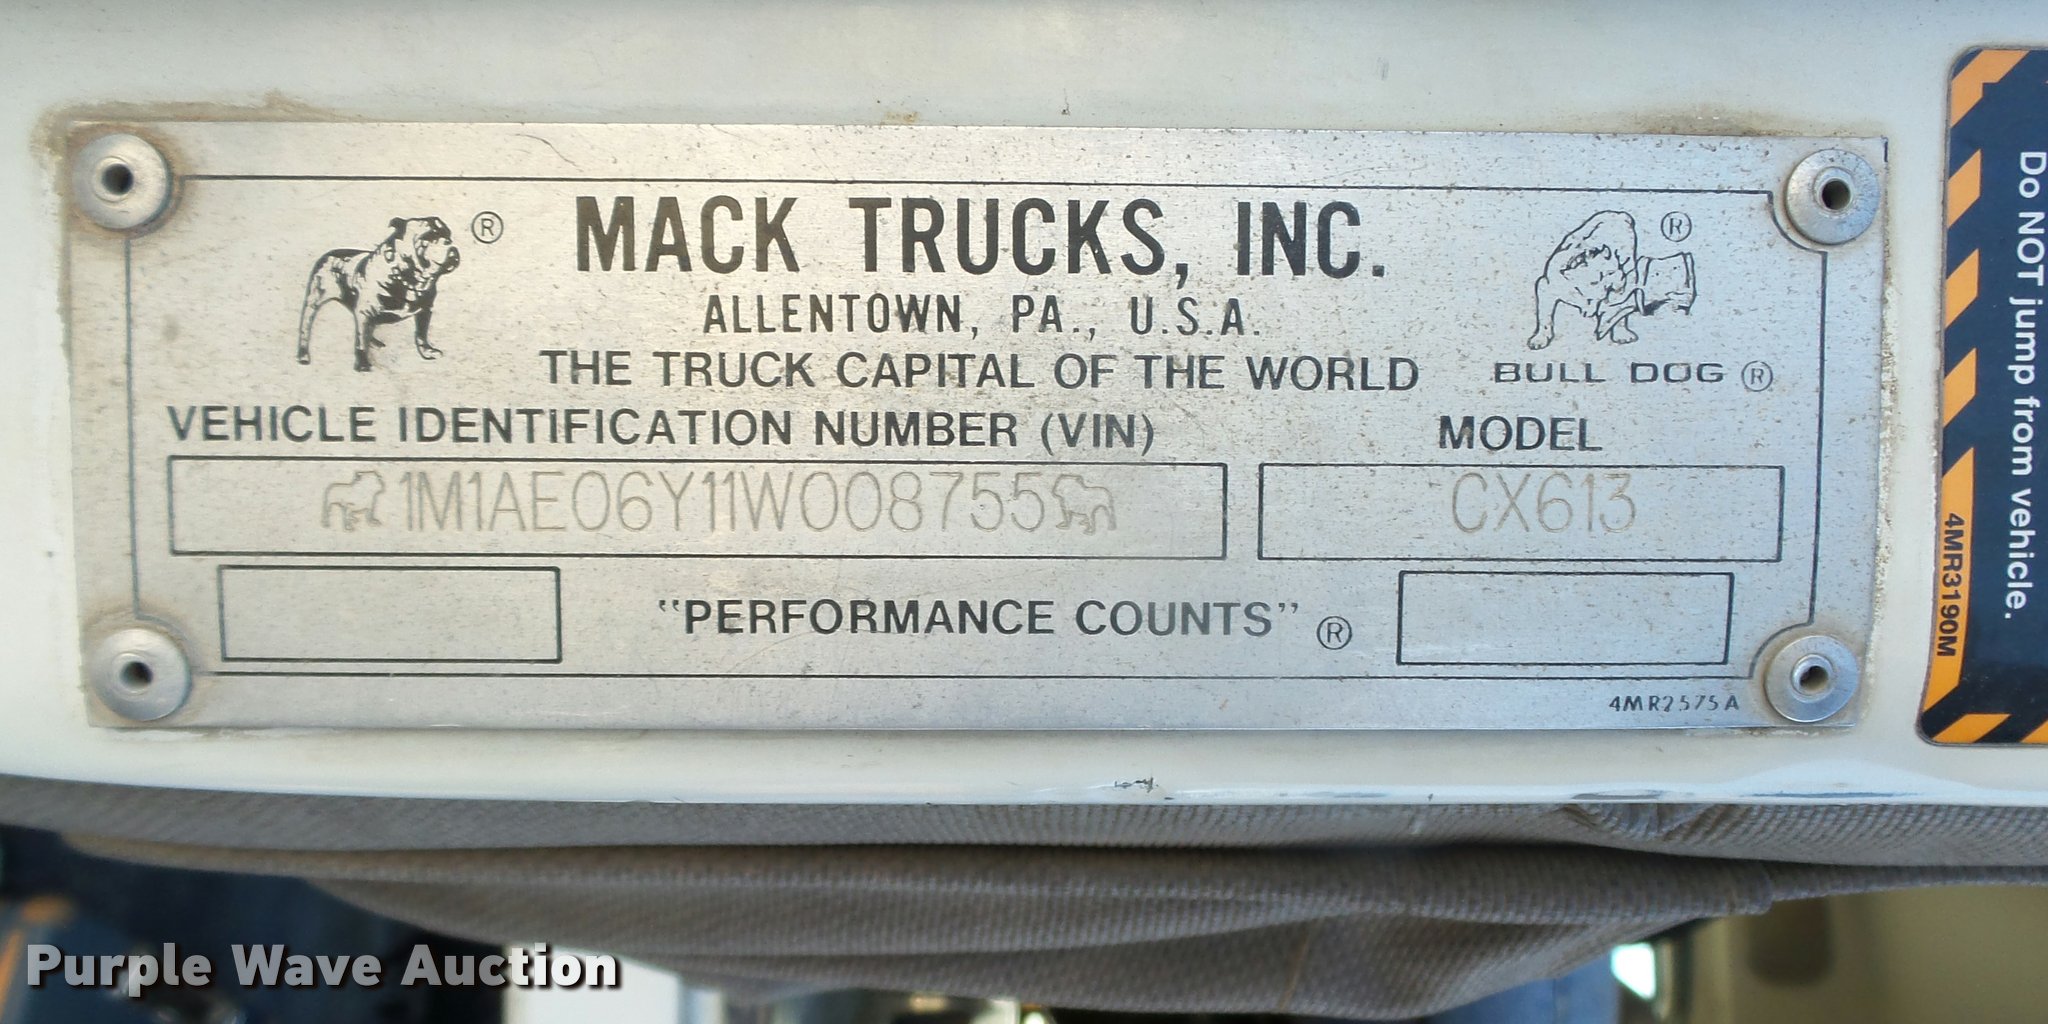 MACK TRUCKS, INC.
ALLENTOWN, PA., U.S.A.
THE TRUCK CAPITAL OF THE WORLD
®
®
BULL DOG ®
VEHICLE IDENTIFICATION NUMBER (VIN)
MODEL
1M1AE06Y11W008755
CX613
"PERFORMANCE COUNTS" ®
4MR2575A
Do NOT jump from vehicle.
4MR3190M
Purple Wave Auction